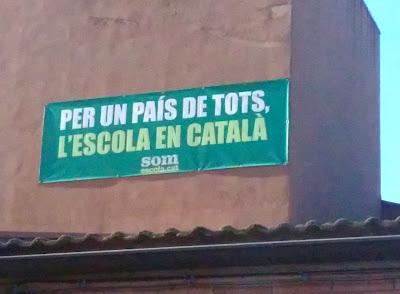 PER UN PAÍS DE TOTS,
L'ESCOLA EN CATALÀ
som
escola.cat